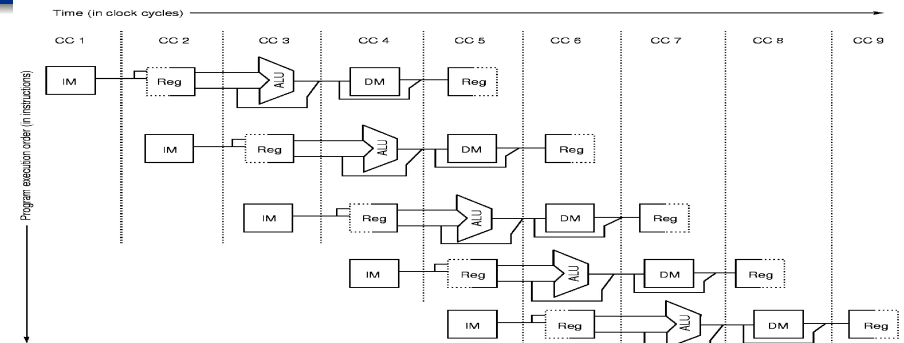 Time (in clock cycles)
CC 1 CC 2 CC 3 CC 4 CC 5 CC 6 CC 7 CC 8 CC 9
Program execution order (in instructions)
IM Reg ALU DM Reg
IM Reg ALU DM Reg
IM Reg ALU DM Reg
IM Reg ALU DM Reg
IM Reg ALU DM Reg